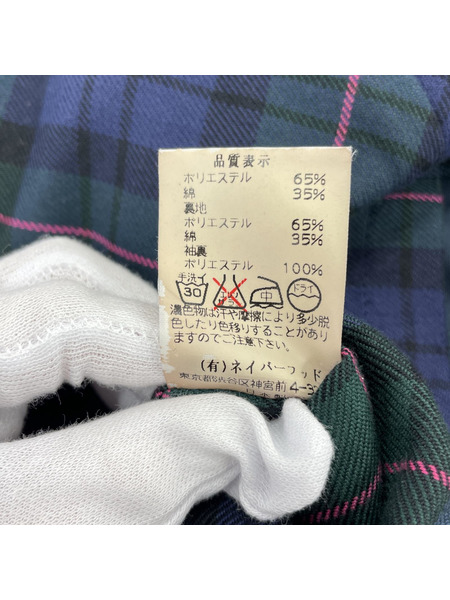 品質表示
ポリエステル 65%
綿 35%
裏地
ポリエステル 65%
綿 35%
袖裏
ポリエステル 100%
手洗イ 30 中 ドライ
濃色物は汗や摩擦により多少脱
色したり色移りすることがあり
ますのでご注意下さい。
(有)ネイバーフッド
東京都渋谷区神宮前4-3